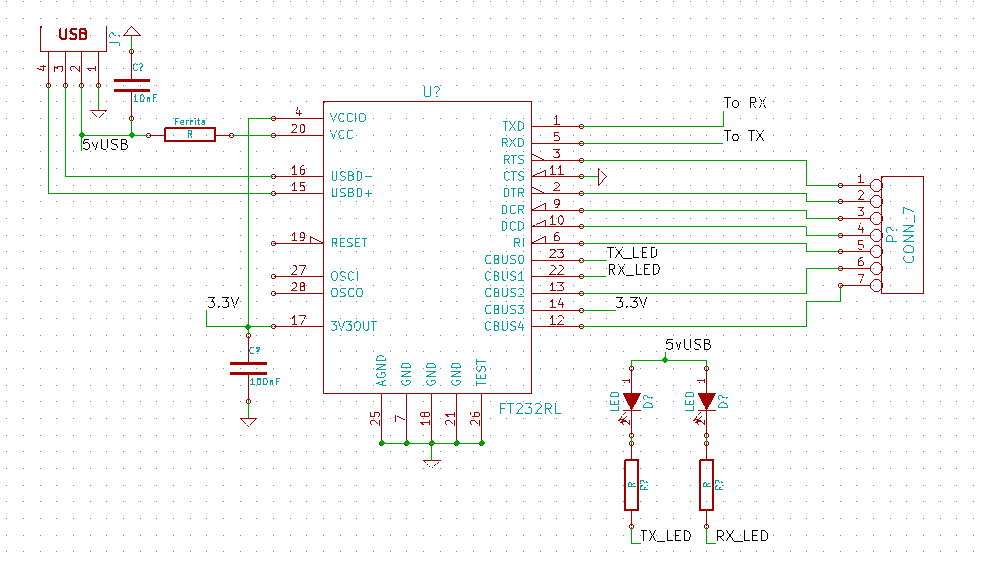 USB
J?
4 3 2 1
C?
10nF
5vUSB
Ferrita
R
U?
4 VCCIO
20 VCC
16 USBD-
15 USBD+
19 RESET
27 OSCI
28 OSCO
17 3V3OUT
3.3V
C?
100nF
TXD 1 To RX
RXD 5 To TX
RTS 3
CTS 11
DTR 2
DCR 9
DCD 10
RI 6
CBUS0 23 TX_LED
CBUS1 22 RX_LED
CBUS2 13
CBUS3 14 3.3V
CBUS4 12
AGND GND GND GND TEST
25 7 18 21 26
FT232RL
1
2
3
4
5
6
7
P?
CONN_7
5vUSB
1 1
LED D? LED D?
2 2
R R? R R?
TX_LED RX_LED